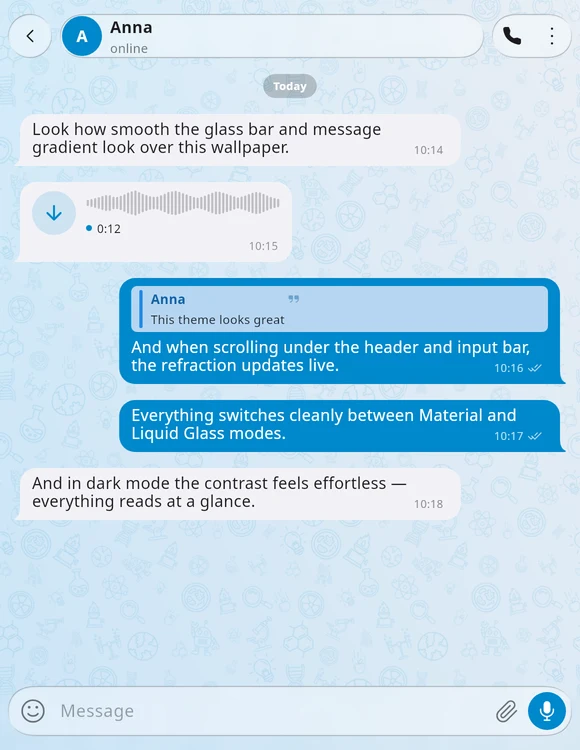 A
Anna
online
Today
Look how smooth the glass bar and message
gradient look over this wallpaper.
10:14
0:12
10:15
Anna
This theme looks great
And when scrolling under the header and input bar,
the refraction updates live.
10:16
Everything switches cleanly between Material and
Liquid Glass modes.
10:17
And in dark mode the contrast feels effortless —
everything reads at a glance.
10:18
Message